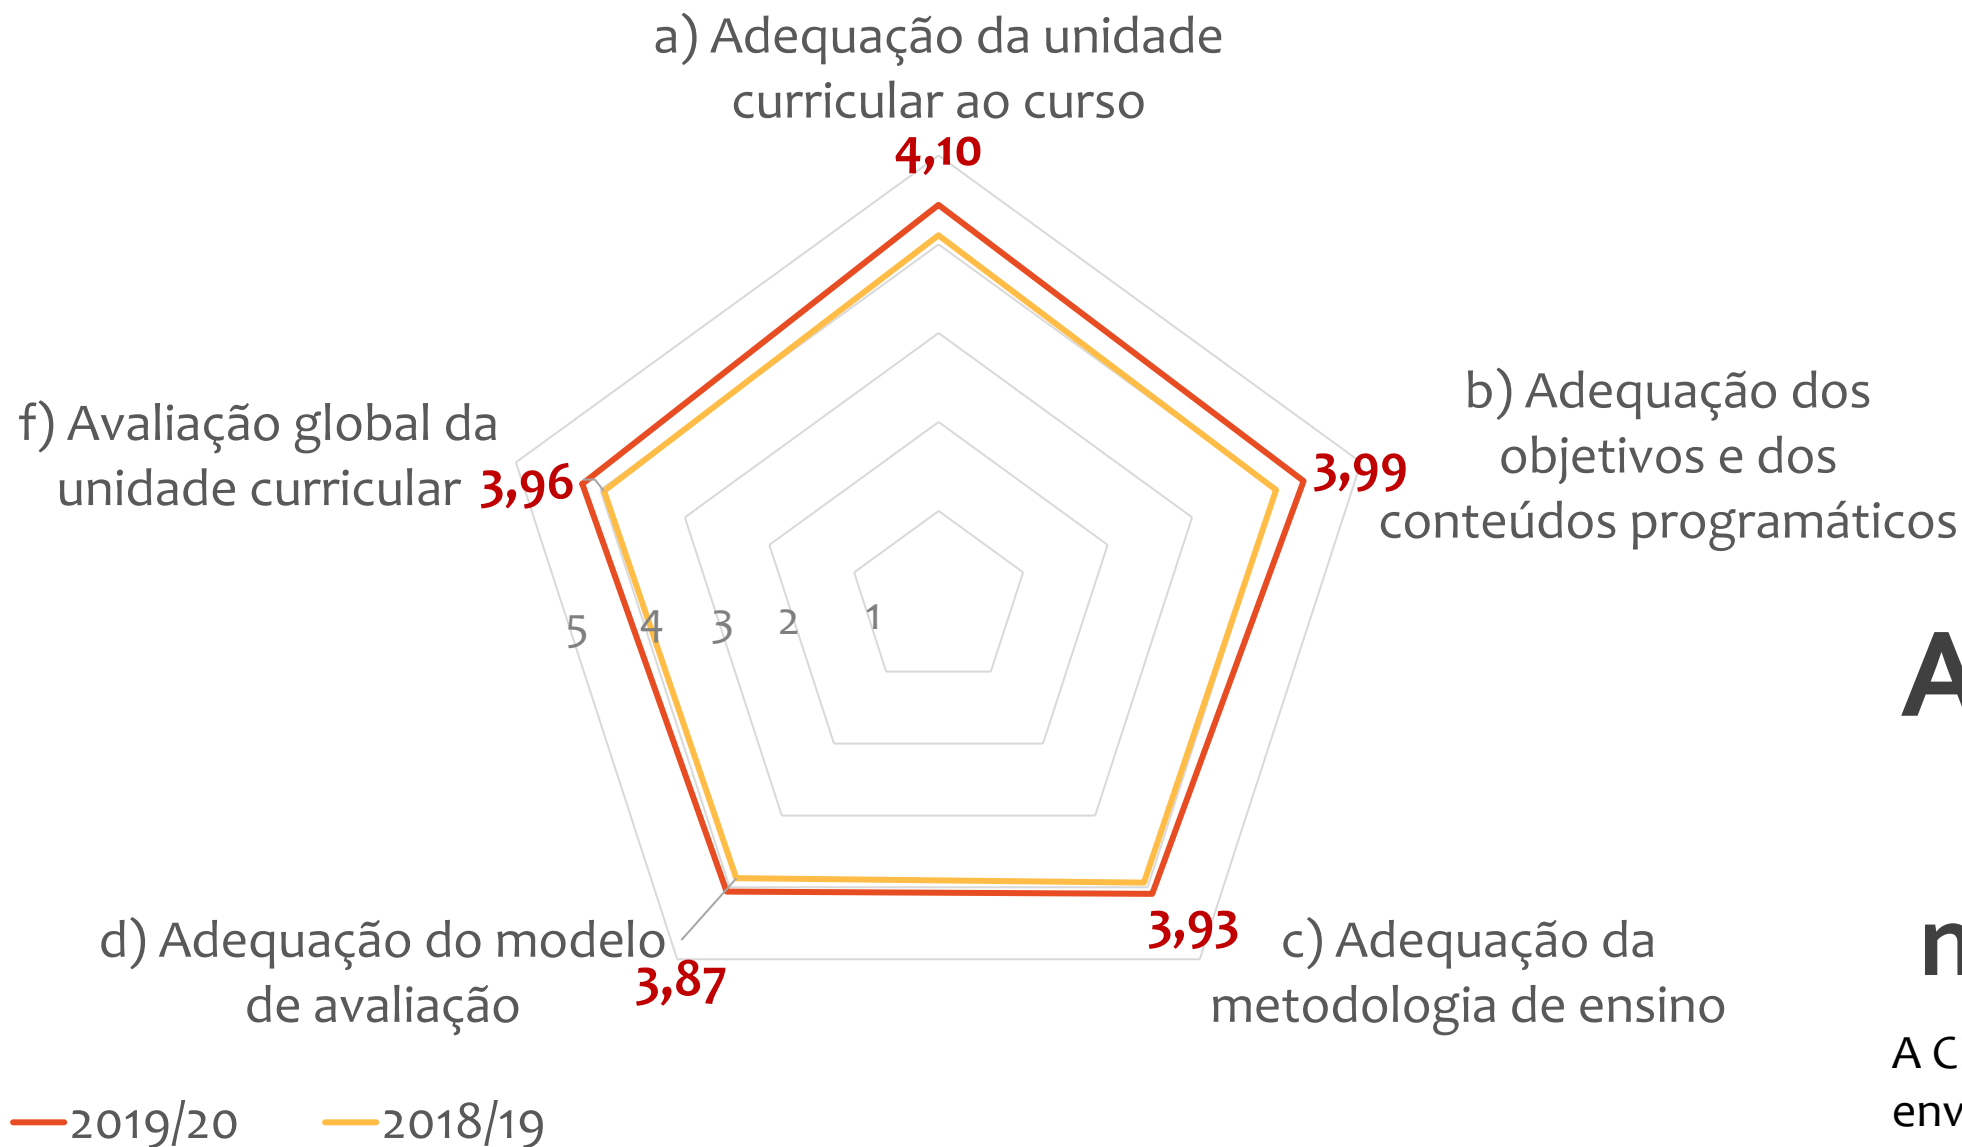 a) Adequação da unidade
curricular ao curso
4,10
b) Adequação dos
objetivos e dos
conteúdos programáticos
3,99
f) Avaliação global da
unidade curricular
3,96
5 4 3 2 1
A
d) Adequação do modelo
de avaliação
3,87
3,93
c) Adequação da
metodologia de ensino
A C
env
2019/20
2018/19